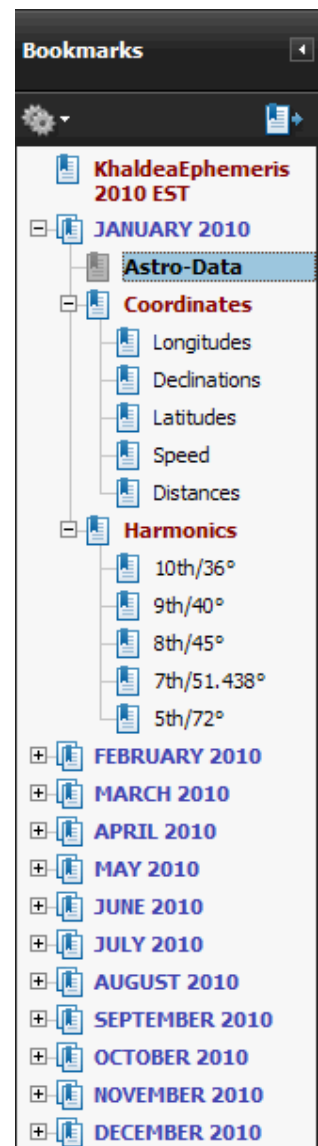 Bookmarks
KhaldeaEphemeris
2010 EST
JANUARY 2010
Astro-Data
Coordinates
Longitudes
Declinations
Latitudes
Speed
Distances
Harmonics
10th/36°
9th/40°
8th/45°
7th/51.438°
5th/72°
FEBRUARY 2010
MARCH 2010
APRIL 2010
MAY 2010
JUNE 2010
JULY 2010
AUGUST 2010
SEPTEMBER 2010
OCTOBER 2010
NOVEMBER 2010
DECEMBER 2010